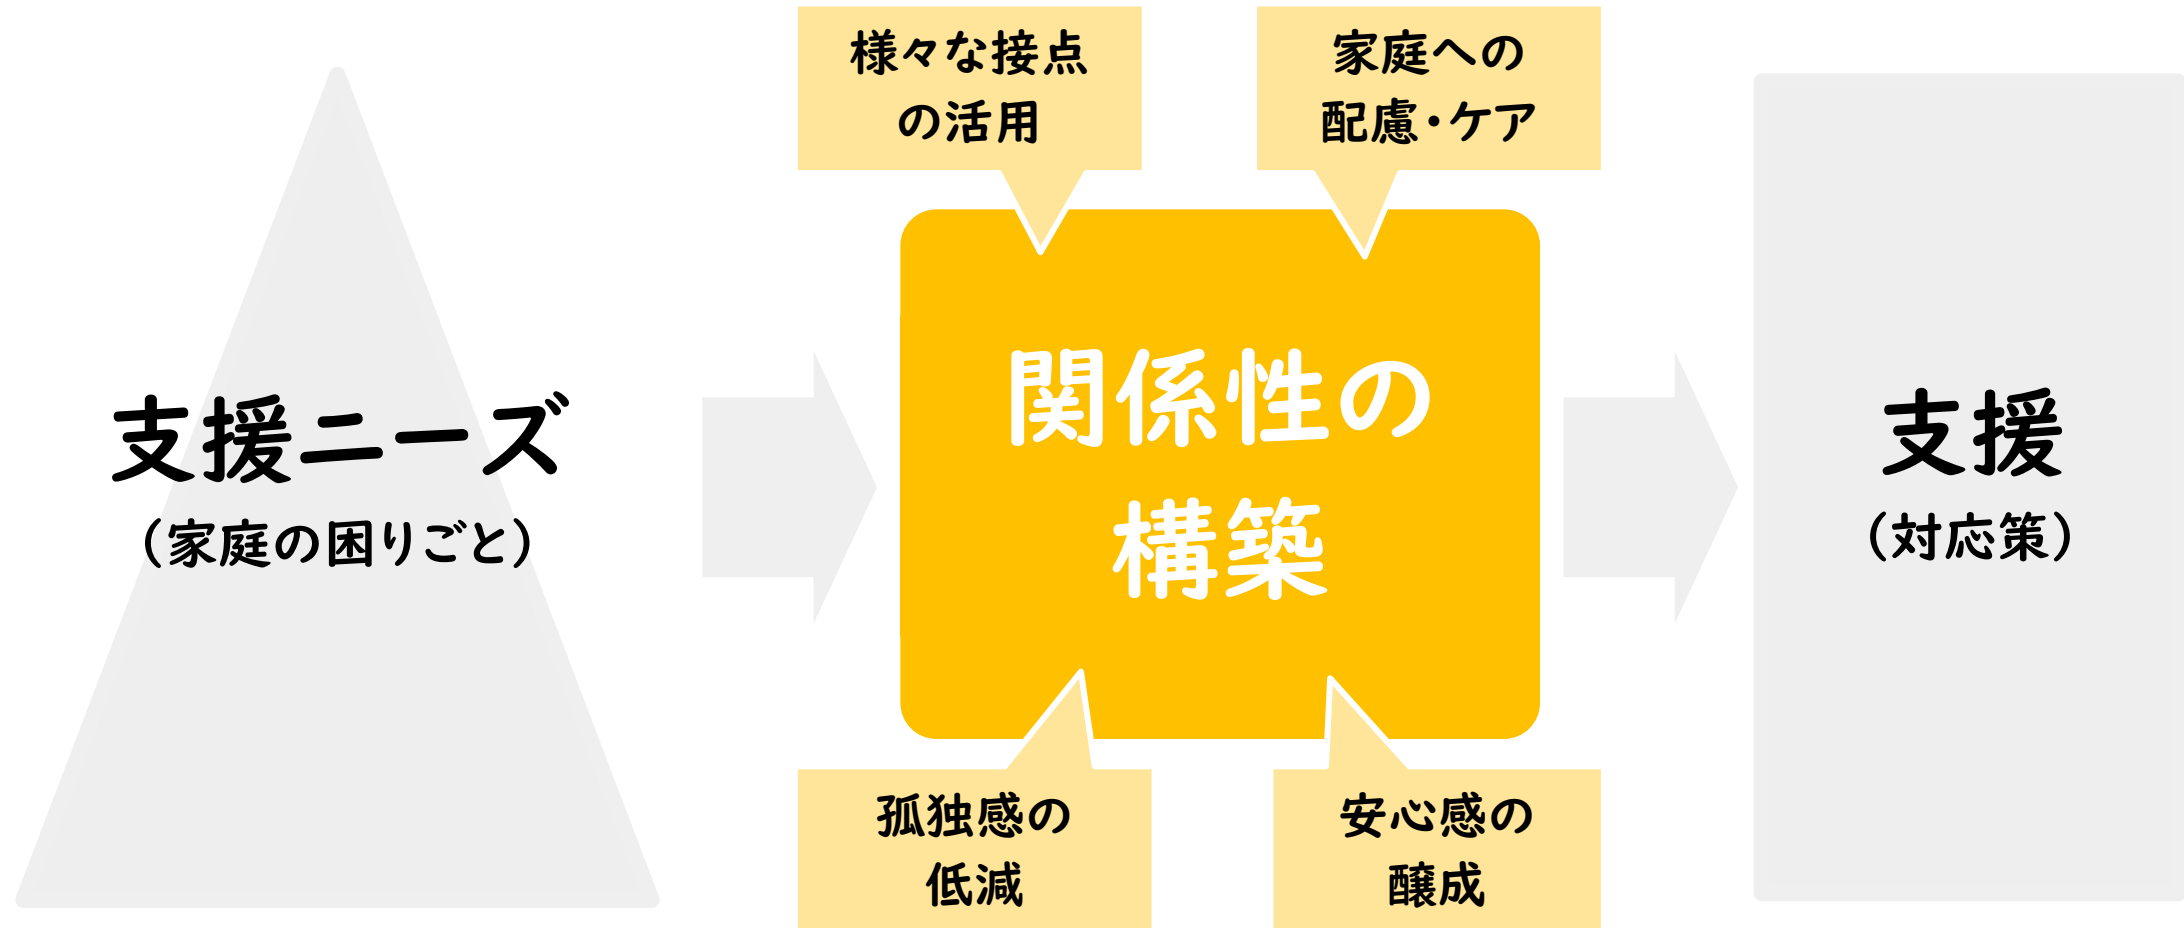 支援ニーズ
（家庭の困りごと）
様々な接点
の活用
家庭への
配慮・ケア
関係性の
構築
孤独感の
低減
安心感の
醸成
支援
（対応策）